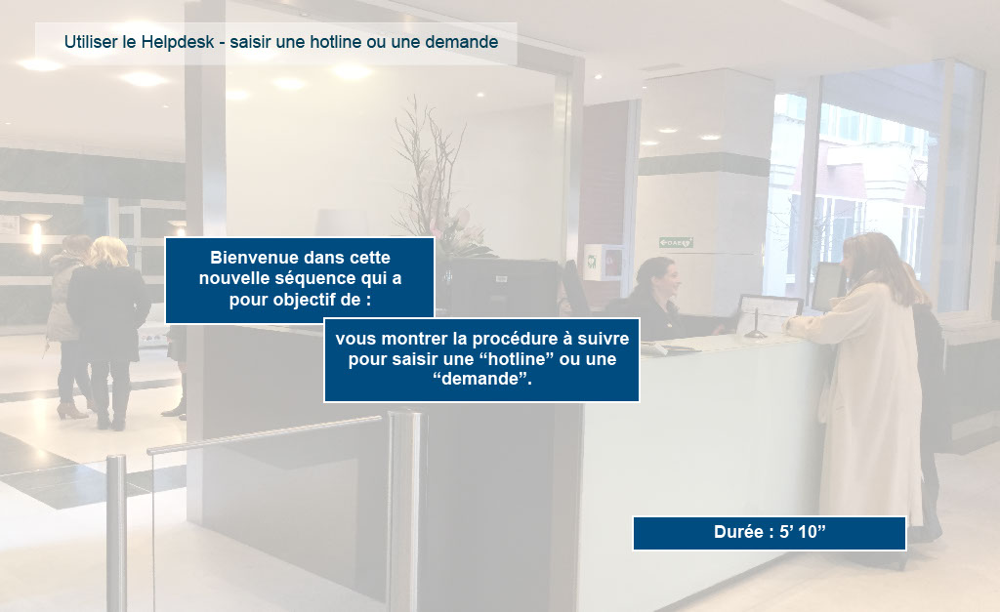 Utiliser le Helpdesk - saisir une hotline ou une demande
Bienvenue dans cette
nouvelle séquence qui a
pour objectif de :
vous montrer la procédure à suivre
pour saisir une “hotline” ou une
“demande”.
Durée : 5’ 10”